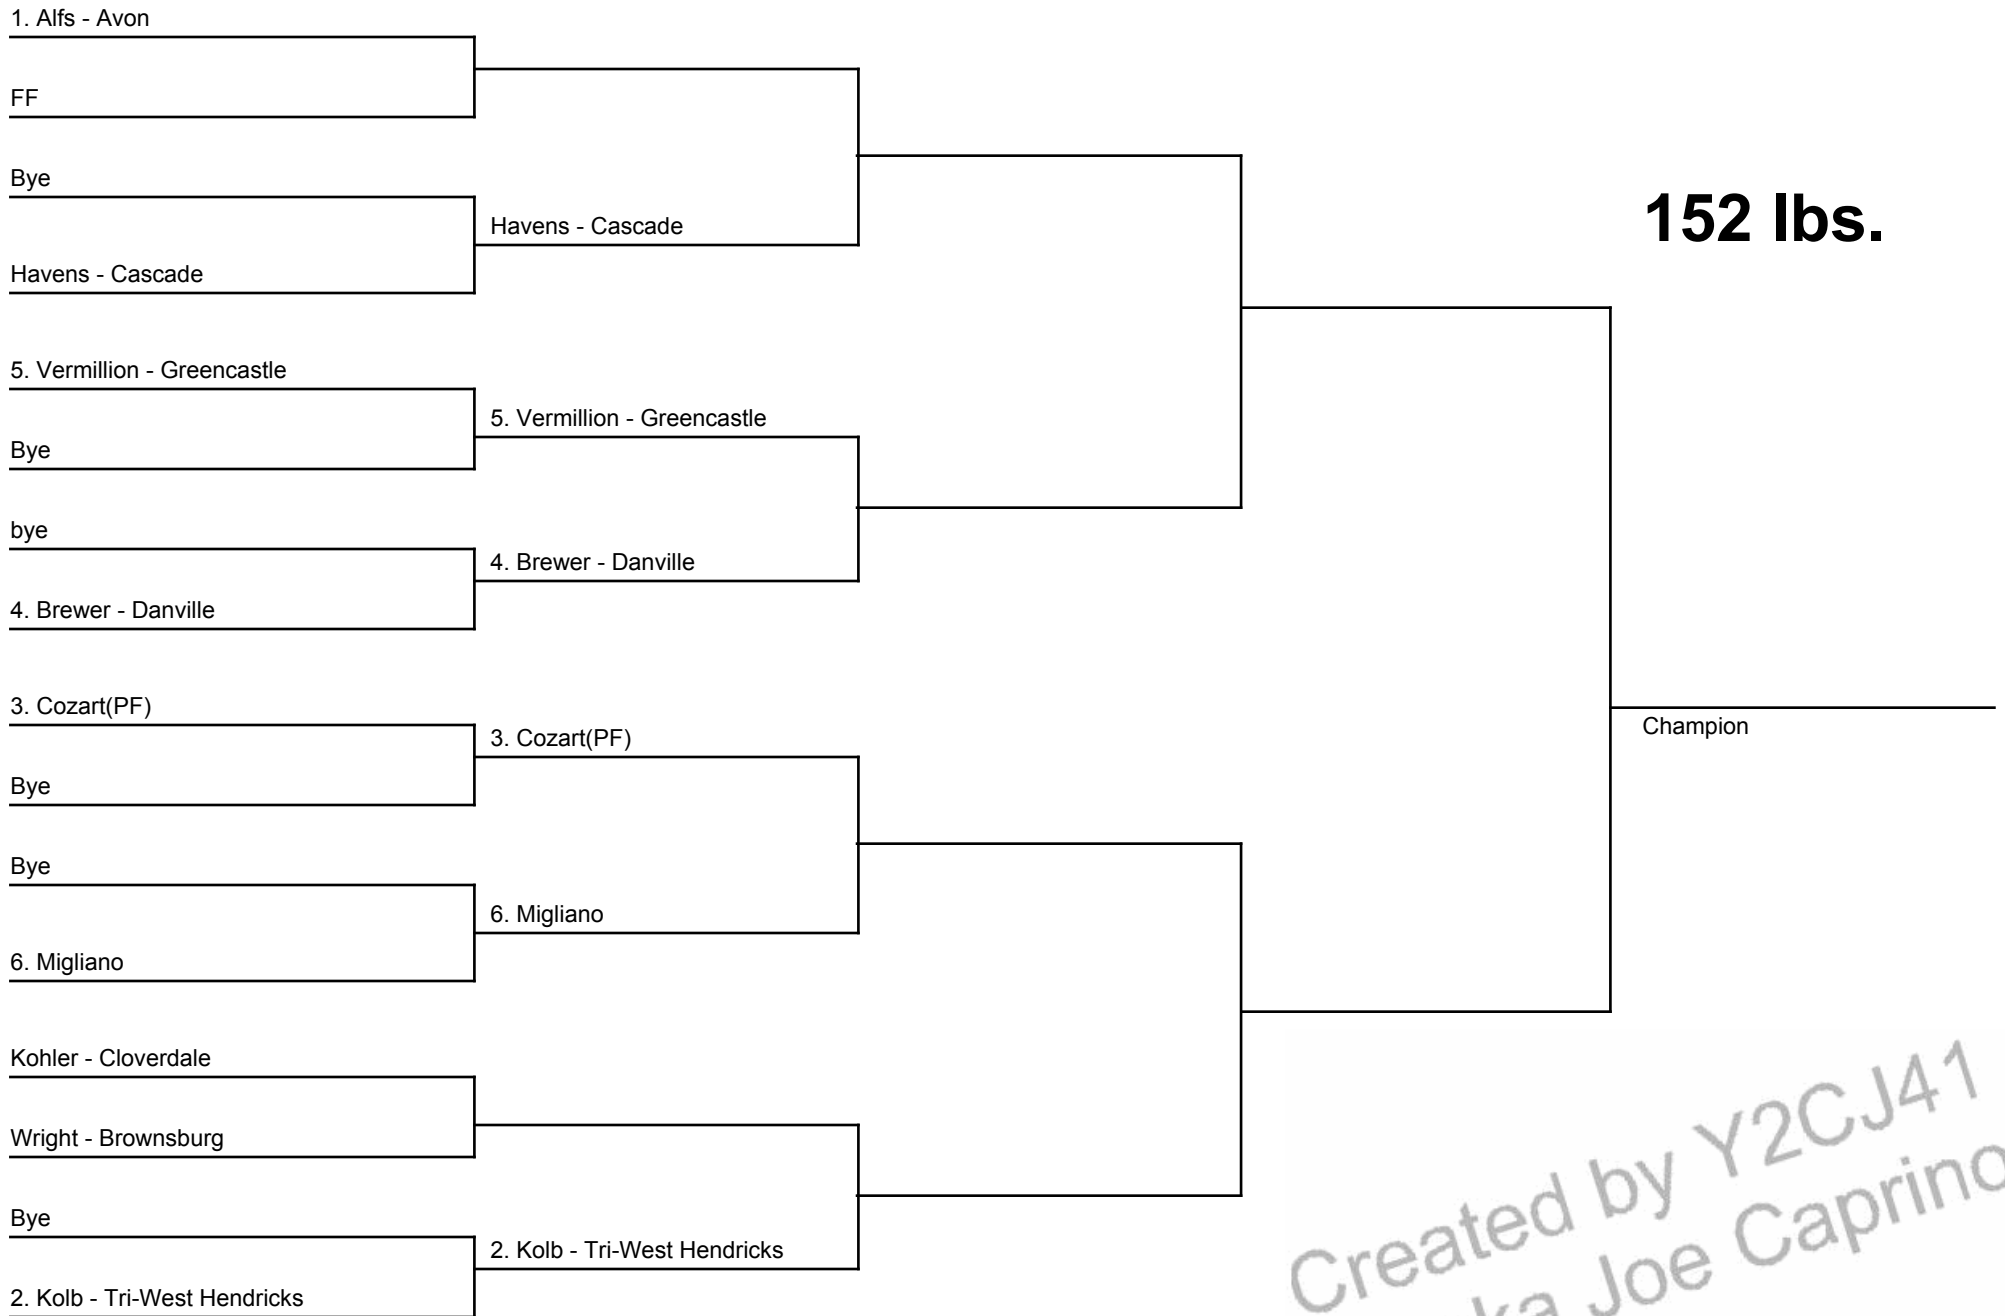 1. Alfs - Avon
FF
Bye
Havens - Cascade
Havens - Cascade
152 lbs.
5. Vermillion - Greencastle
5. Vermillion - Greencastle
Bye
bye
4. Brewer - Danville
4. Brewer - Danville
3. Cozart(PF)
3. Cozart(PF)
Champion
Bye
Bye
6. Migliano
6. Migliano
Kohler - Cloverdale
Wright - Brownsburg
Bye
2. Kolb - Tri-West Hendricks
2. Kolb - Tri-West Hendricks
Created by Y2CJ41
ka Joe Caprino